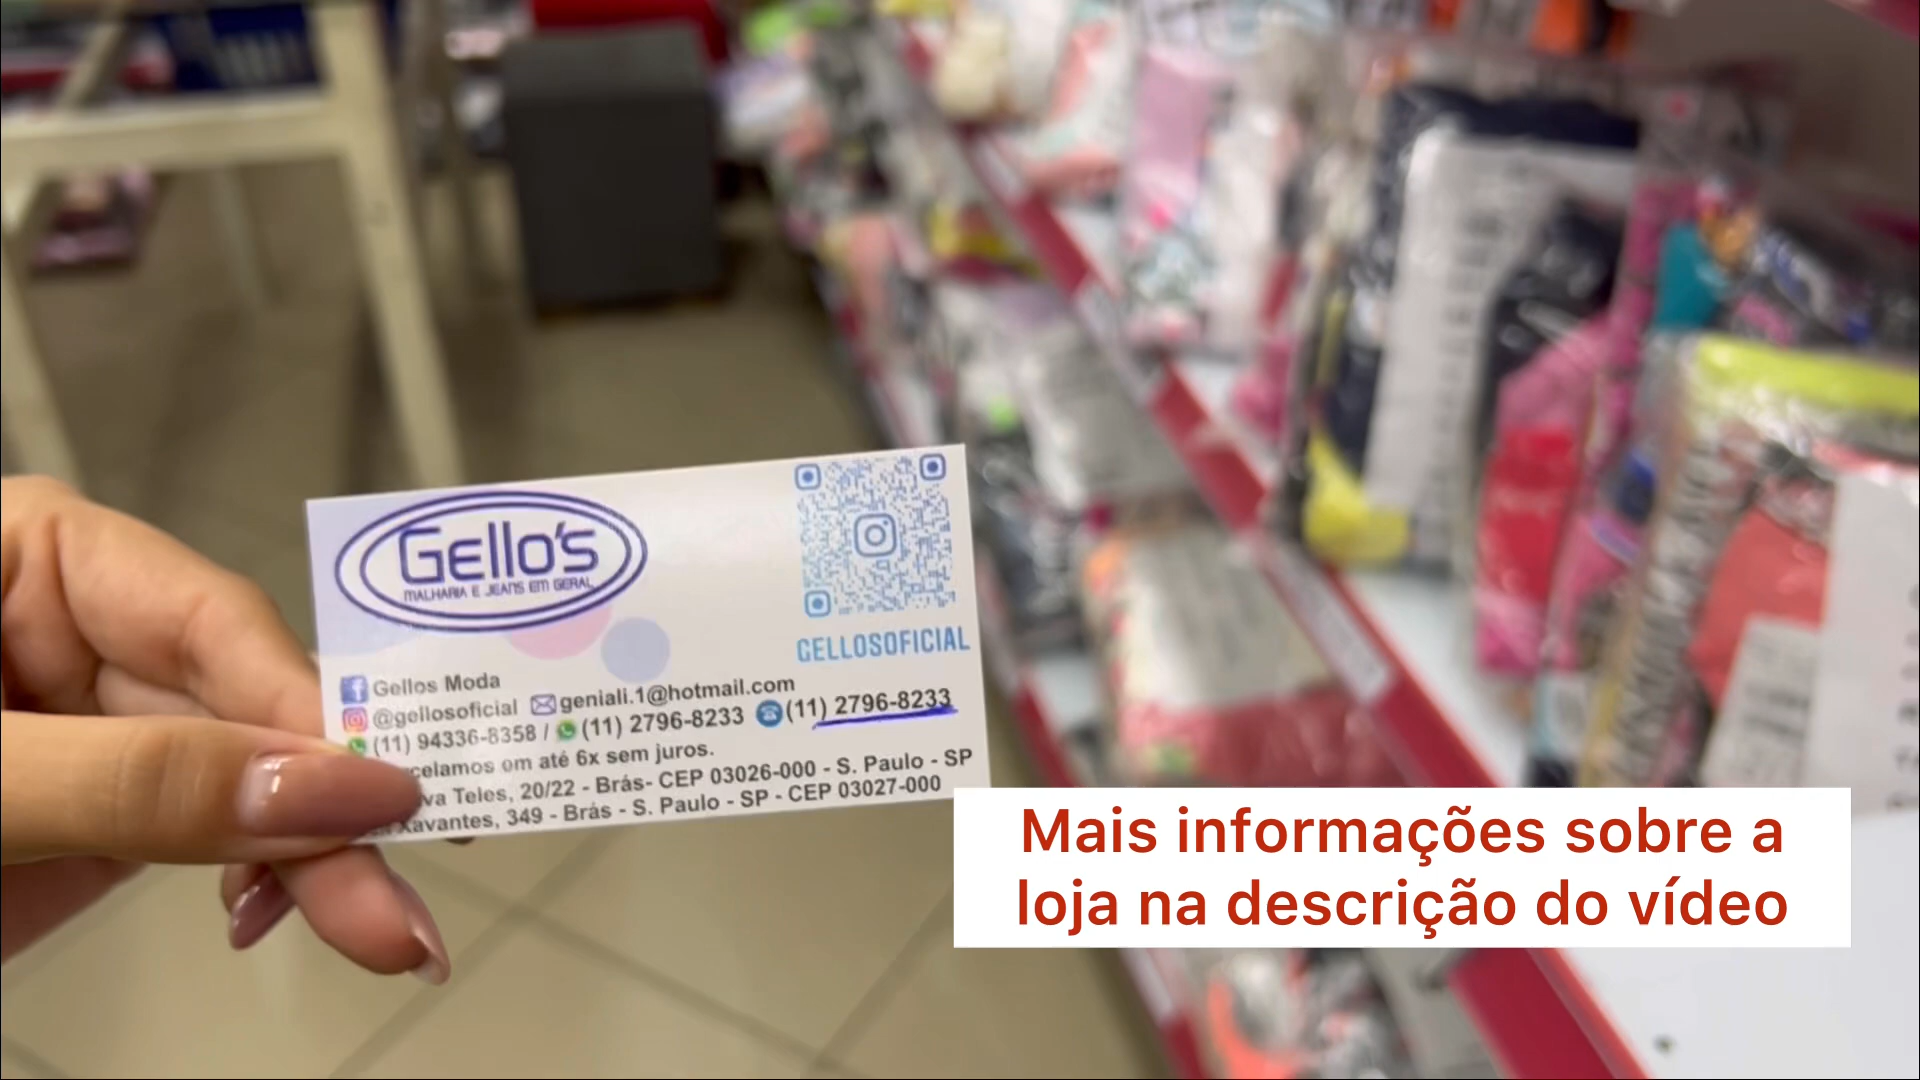 Gello's
MALHARIA E JEANS EM GERAL
GELLOSOFICIAL
Gellos Moda
@gellosoficial geniali.1@hotmail.com
(11) 94336-8358 / (11) 2796-8233 (11) 2796-8233
celamos om até 6x sem juros.
va Teles, 20/22 - Brás- CEP 03026-000 - S. Paulo - SP
Xavantes, 349 - Brás - S. Paulo - SP - CEP 03027-000
Mais informações sobre a
loja na descrição do vídeo